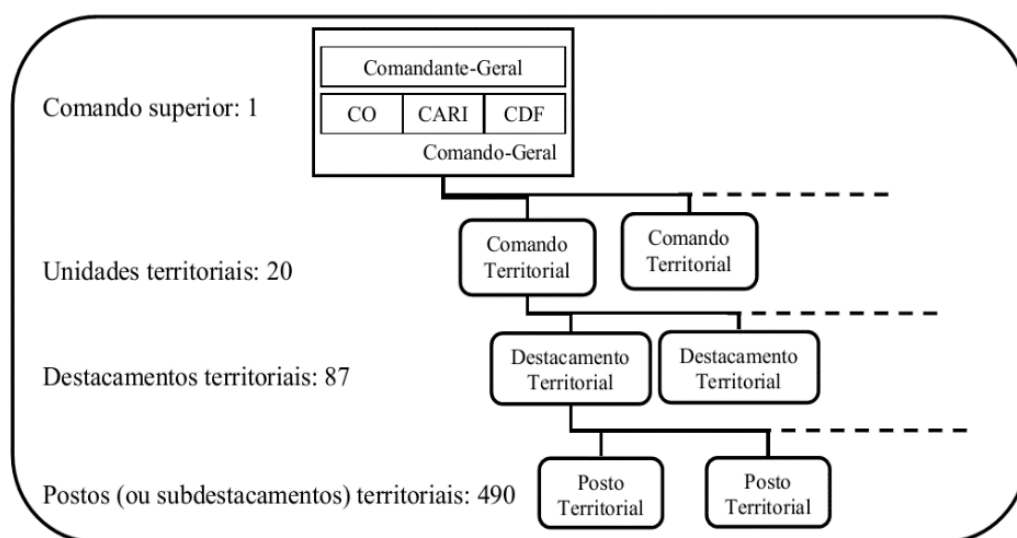 Comandante-Geral
Comando superior: 1
CO CARI CDF
Comando-Geral
Comando
Territorial
Comando
Territorial
Unidades territoriais: 20
Destacamento
Territorial
Destacamento
Territorial
Destacamentos territoriais: 87
Posto
Territorial
Posto
Territorial
Postos (ou subdestacamentos) territoriais: 490